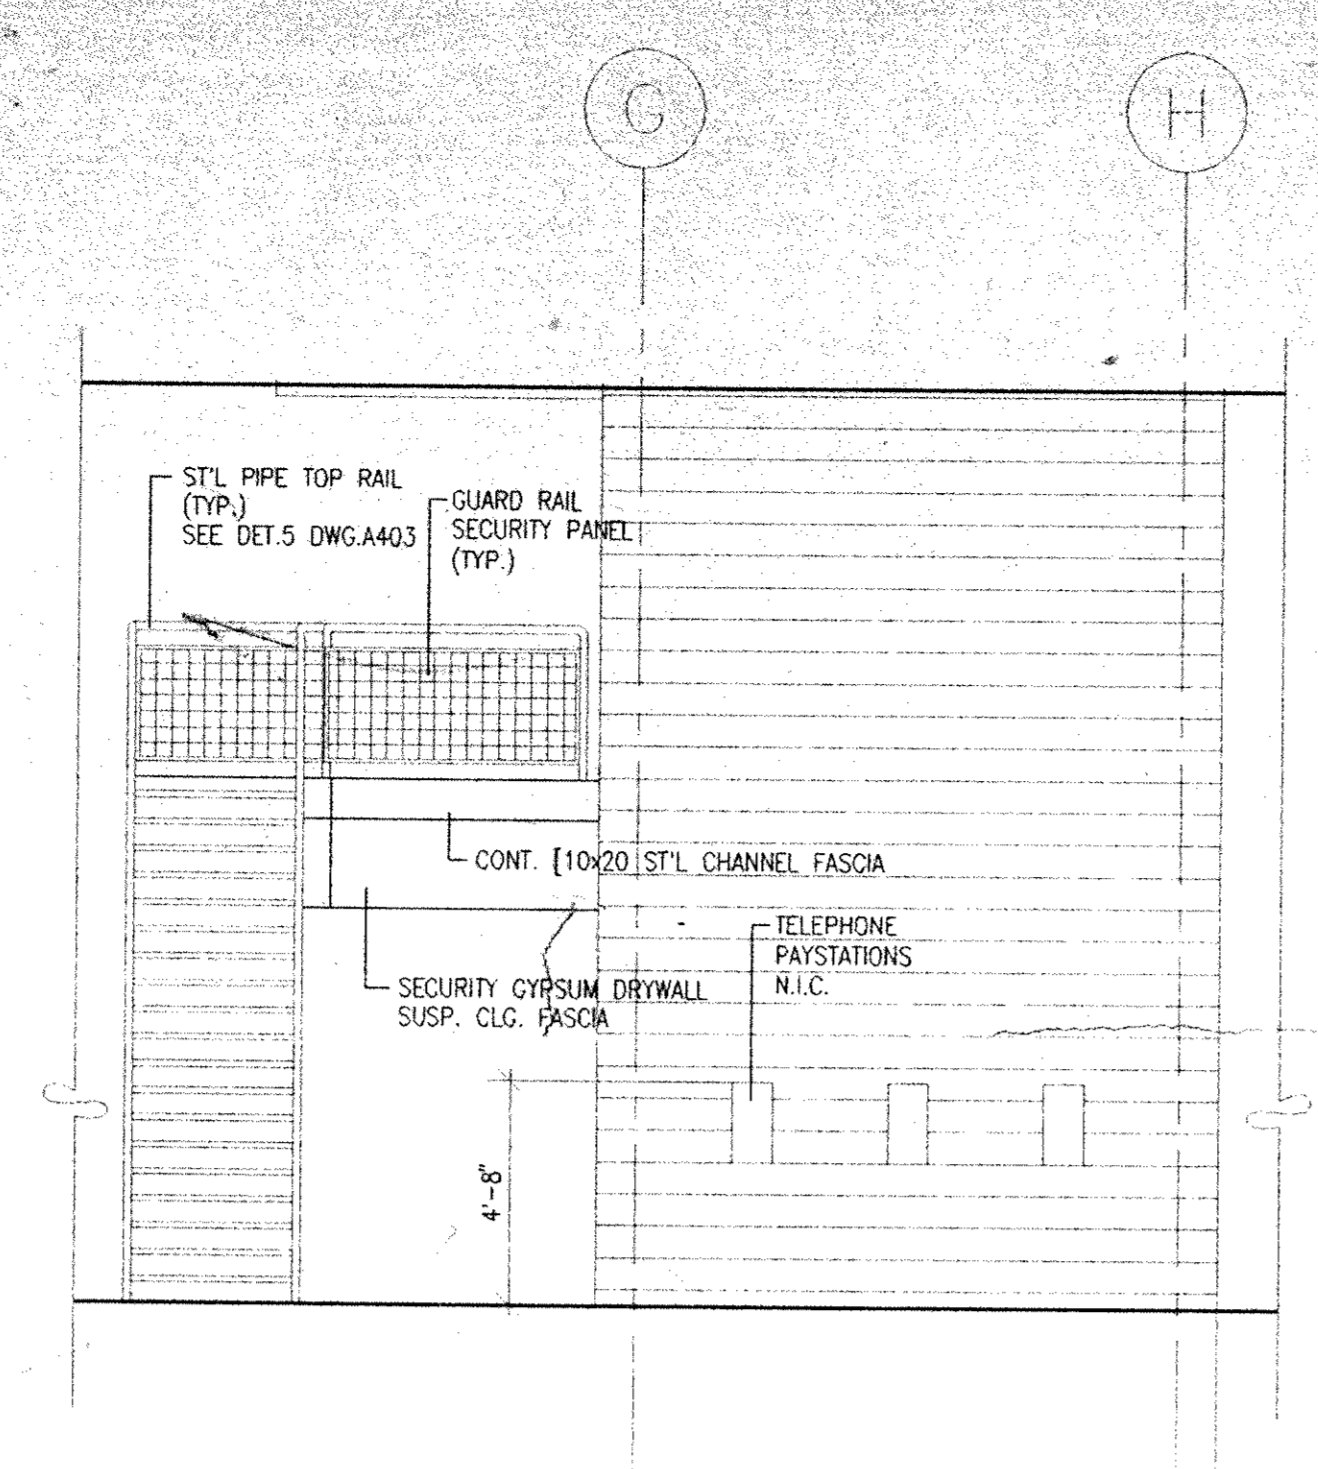 G
H
ST'L PIPE TOP RAIL
(TYP.)
SEE DET.5 DWG.A403
GUARD RAIL
SECURITY PANEL
(TYP.)
CONT. [10x20 ST'L CHANNEL FASCIA
TELEPHONE
PAYSTATIONS
N.I.C.
SECURITY GYPSUM DRYWALL
SUSP. CLG. FASCIA
4'-8"